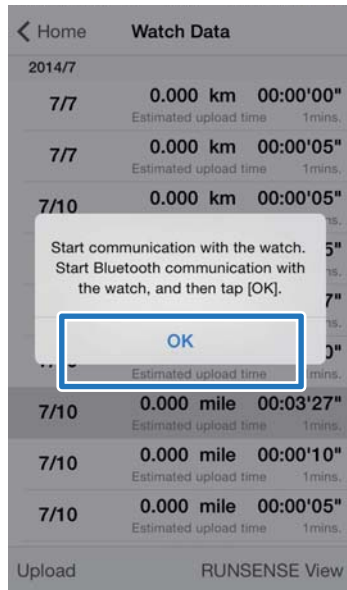 Home Watch Data
2014/7
7/7 0.000 km 00:00'00"
Estimated upload time 1mins.
7/7 0.000 km 00:00'05"
Estimated upload time 1mins.
7/10 0.000 km 00:00'05"
Start communication with the watch.
Start Bluetooth communication with
the watch, and then tap [OK].
OK
Estimated upload time mins.
7/10 0.000 mile 00:03'27"
Estimated upload time 1mins.
7/10 0.000 mile 00:00'10"
Estimated upload time 1mins.
7/10 0.000 mile 00:00'05"
Estimated upload time 1mins.
Upload RUNSENSE View